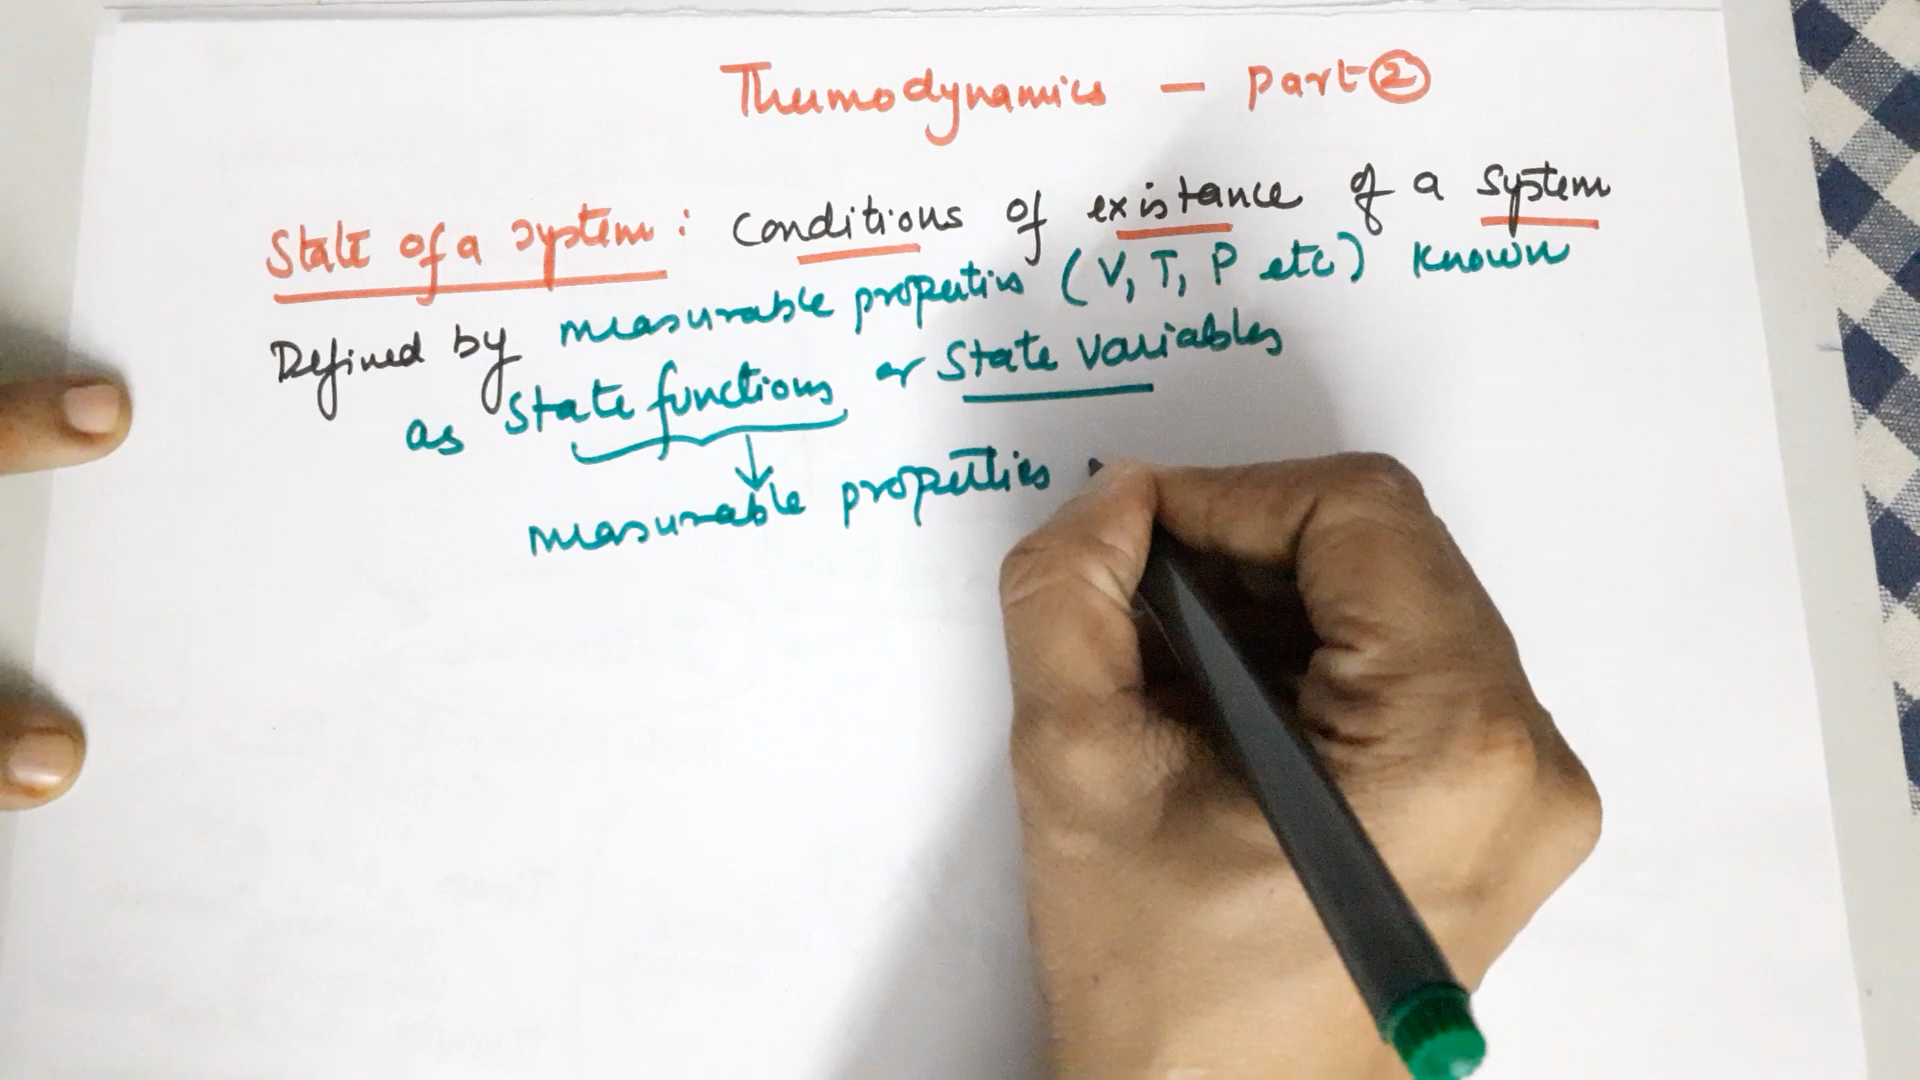 Thermodynamics - Part ②
State of a system : Conditions of existance of a system
Defined by measurable properties (V, T, P etc) known
as State functions or State variables
measurable properties